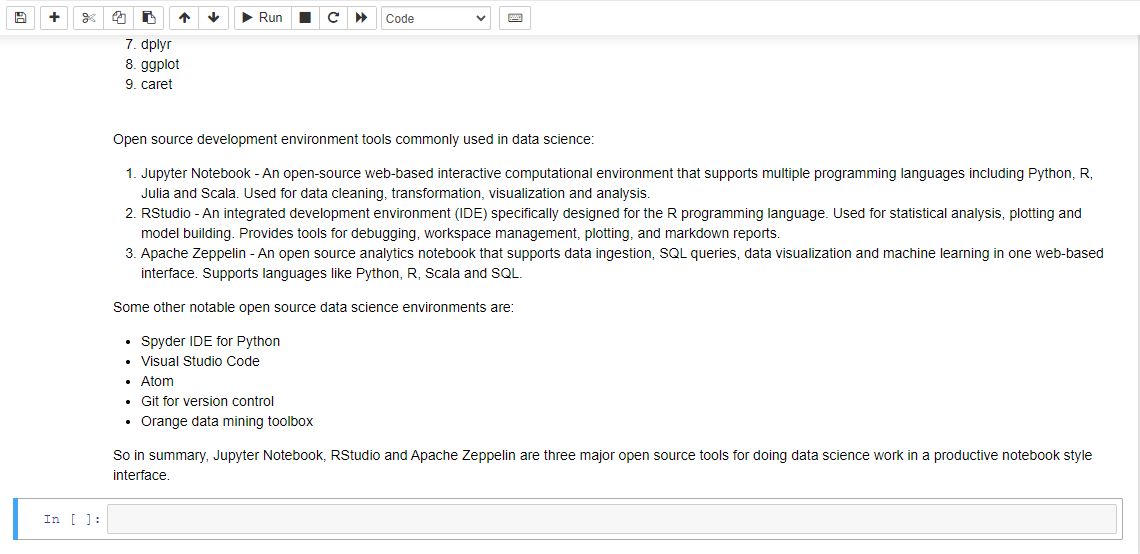 Run
Code
7. dplyr
8. ggplot
9. caret
Open source development environment tools commonly used in data science:
1. Jupyter Notebook - An open-source web-based interactive computational environment that supports multiple programming languages including Python, R,
Julia and Scala. Used for data cleaning, transformation, visualization and analysis.
2. RStudio - An integrated development environment (IDE) specifically designed for the R programming language. Used for statistical analysis, plotting and
model building. Provides tools for debugging, workspace management, plotting, and markdown reports.
3. Apache Zeppelin - An open source analytics notebook that supports data ingestion, SQL queries, data visualization and machine learning in one web-based
interface. Supports languages like Python, R, Scala and SQL.
Some other notable open source data science environments are:
• Spyder IDE for Python
• Visual Studio Code
• Atom
• Git for version control
• Orange data mining toolbox
So in summary, Jupyter Notebook, RStudio and Apache Zeppelin are three major open source tools for doing data science work in a productive notebook style
interface.
In [ ]: